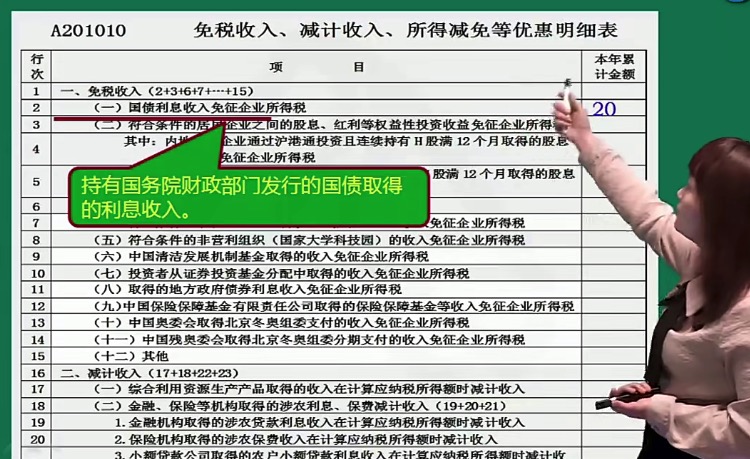 A201010 免税收入、减计收入、所得减免等优惠明细表
行次 项 目 本年累计金额
1 一、免税收入(2+3+6+7+…+15)
2 (一)国债利息收入免征企业所得税 20
3 (二)符合条件的居 企业之间的股息、红利等权益性投资收益免征企业所得
4 其中:内地 企业通过沪港通投资且连续持有 H 股满 12 个月取得的股息
免征企业所得税
5 股满 12 个月取得的股息
持有国务院财政部门发行的国债取得
的利息收入。
6
7 免征企业所得税
8 (五)符合条件的非营利组织(国家大学科技园)的收入免征企业所得税
9 (六)中国清洁发展机制基金取得的收入免征企业所得税
10 (七)投资者从证券投资基金分配中取得的收入免征企业所得税
11 (八)取得的地方政府债券利息收入免征企业所得税
12 (九)中国保险保障基金有限责任公司取得的保险保障基金等收入免征企业所得税
13 (十)中国奥委会取得北京冬奥组委支付的收入免征企业所得税
14 (十一)中国残奥委会取得北京冬奥组委分期支付的收入免征企业所得税
15 (十二)其他
16 二、减计收入(17+18+22+23)
17 (一)综合利用资源生产产品取得的收入在计算应纳税所得额时减计收入
18 (二)金融、保险等机构取得的涉农利息、保费减计收入(19+20+21)
19 1.金融机构取得的涉农贷款利息收入在计算应纳税所得额时减计收入
20 2.保险机构取得的涉农保费收入在计算应纳税所得额时减计收入
3.小额贷款公司取得的农户小额贷款利息收入在计算应纳税所得额时减计收